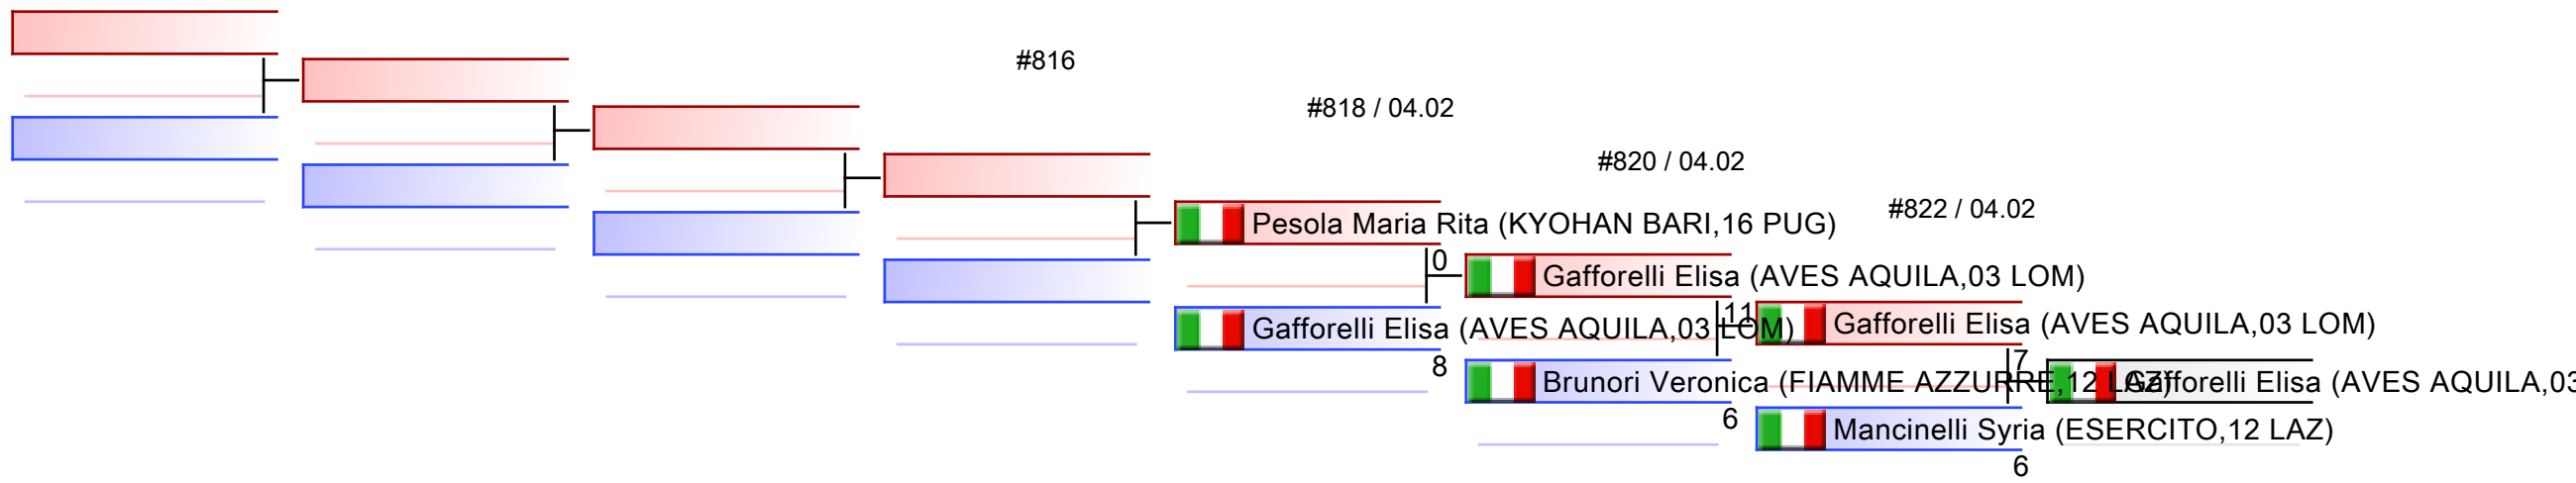 #816
#818 / 04.02
#820 / 04.02
#822 / 04.02
Pesola Maria Rita (KYOHAN BARI,16 PUG)
0
Gafforelli Elisa (AVES AQUILA,03 LOM)
11
Gafforelli Elisa (AVES AQUILA,03 LOM)
Gafforelli Elisa (AVES AQUILA,03 LOM)
8
7
Brunori Veronica (FIAMME AZZURRE,12 LAZ)
Gafforelli Elisa (AVES AQUILA,03
6
Mancinelli Syria (ESERCITO,12 LAZ)
6